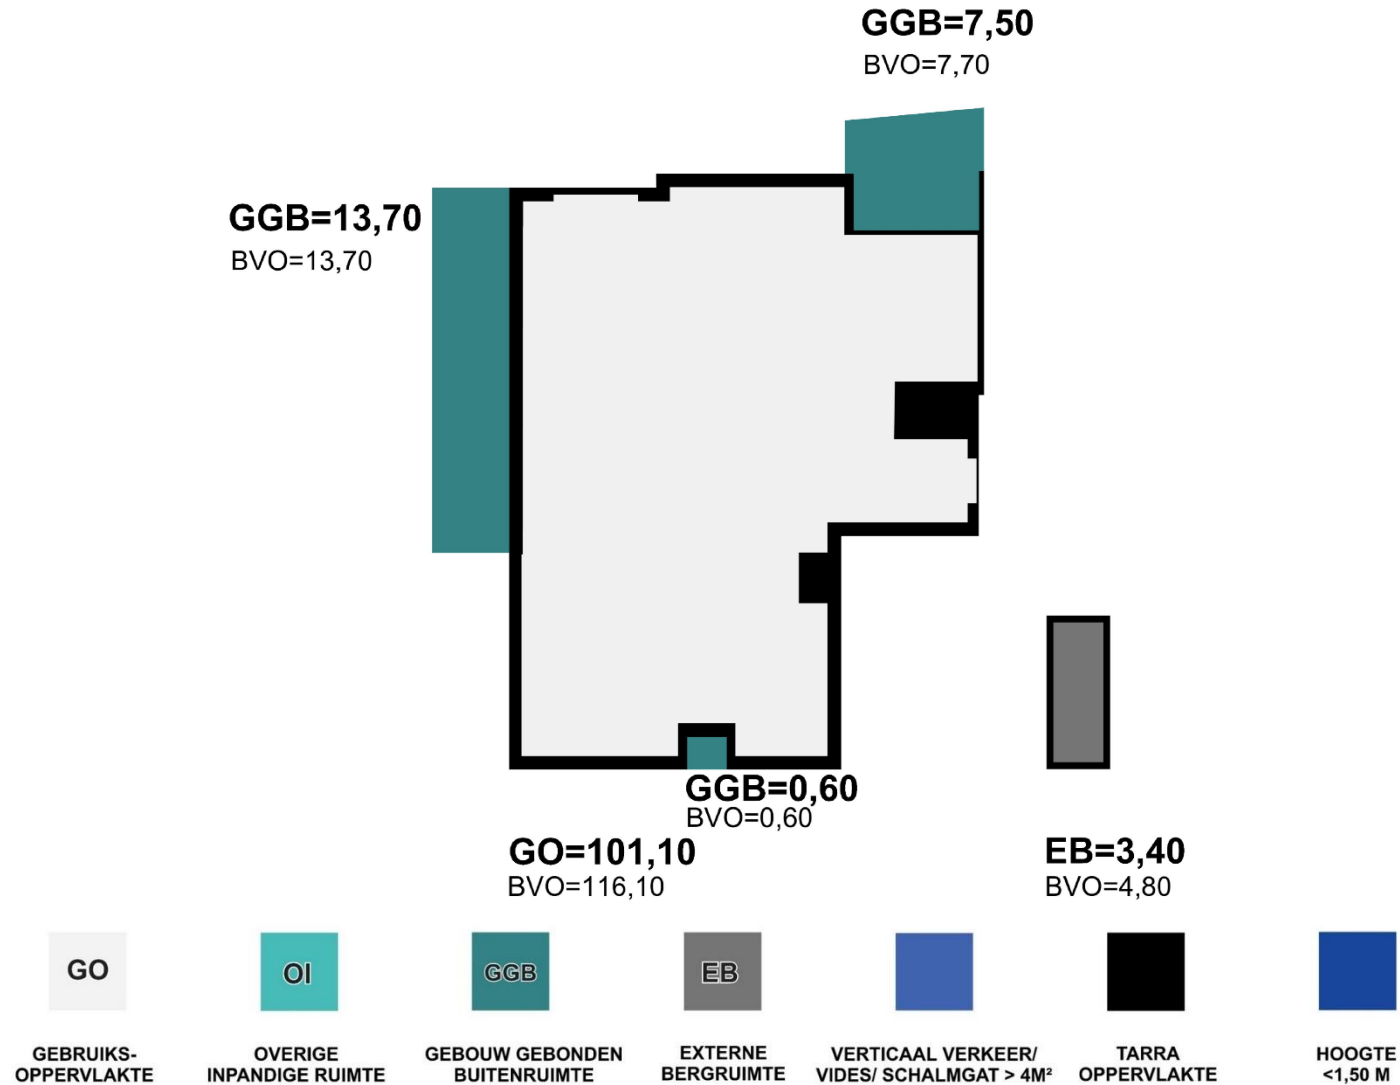 GGB=7,50
BVO=7,70
GGB=13,70
BVO=13,70
GGB=0,60
BVO=0,60
GO=101,10
BVO=116,10
EB=3,40
BVO=4,80
GO
OI
GGB
EB
GEBRUIKS-
OPPERVLAKTE
OVERIGE
INPANDIGE RUIMTE
GEBOUW GEBONDEN
BUITENRUIMTE
EXTERNE
BERGRUIMTE
VERTICAAL VERKEER/
VIDES/ SCHALMGAT > 4M²
TARRA
OPPERVLAKTE
HOOGTE
<1,50 M